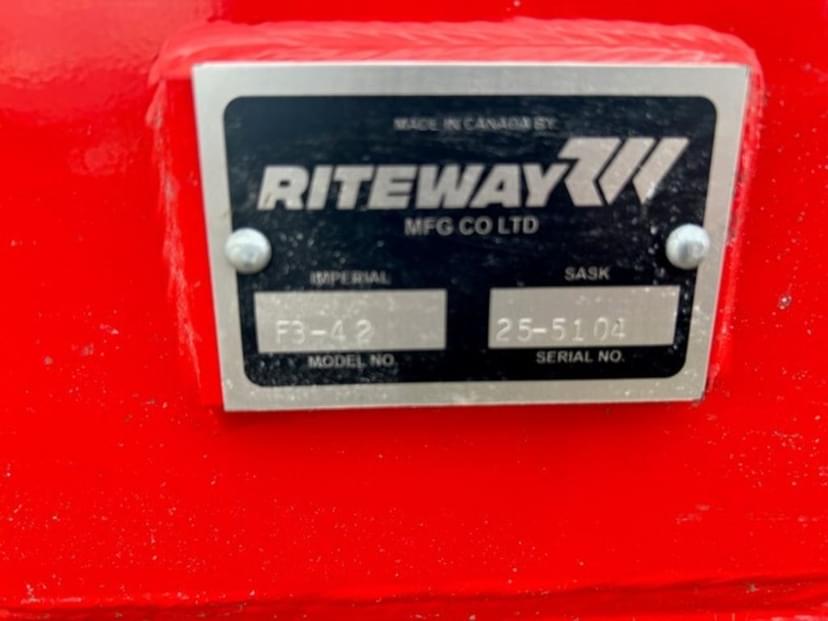 MADE IN CANADA BY
RITEWAY
MFG CO LTD
IMPERIAL SASK
F3-42 25-5104
MODEL NO. SERIAL NO.